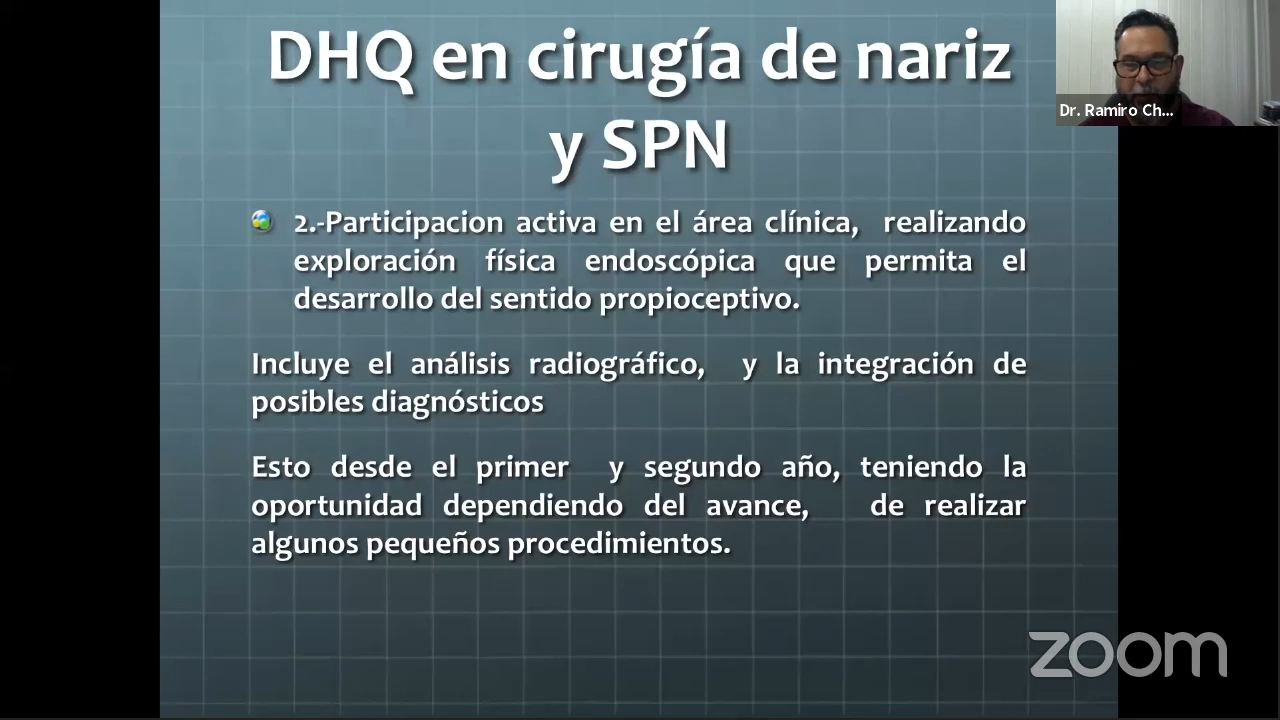 DHQ en cirugía de nariz
y SPN
Dr. Ramiro Ch...
2.-Participacion activa en el área clínica, realizando
exploración física endoscópica que permita el
desarrollo del sentido propioceptivo.
Incluye el análisis radiográfico, y la integración de
posibles diagnósticos
Esto desde el primer y segundo año, teniendo la
oportunidad dependiendo del avance, de realizar
algunos pequeños procedimientos.
zoom